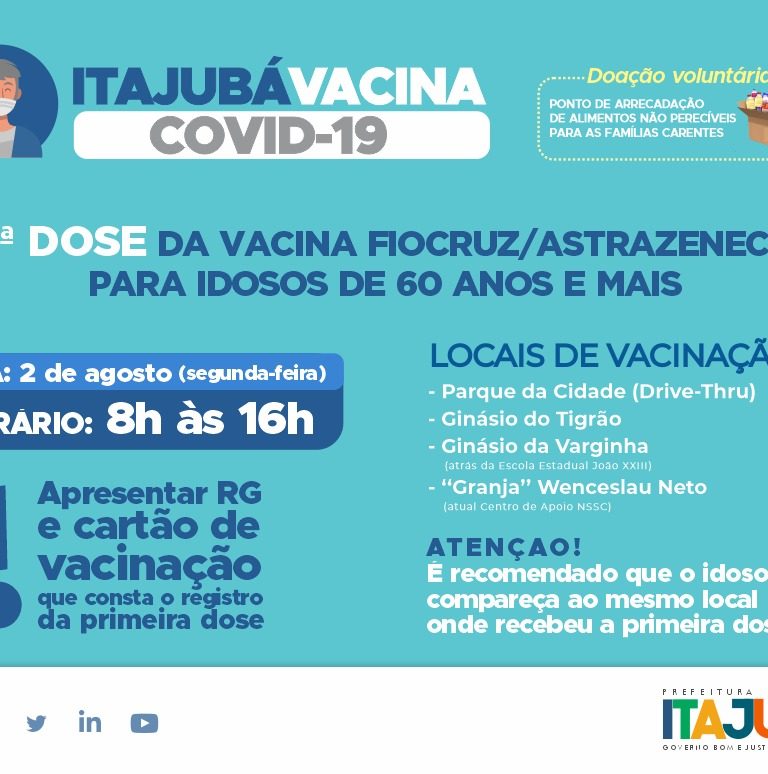 ITAJUBÁVACINA
COVID-19
Doação voluntária
PONTO DE ARRECADAÇÃO
DE ALIMENTOS NÃO PERECÍVEIS
PARA AS FAMÍLIAS CARENTES
ª DOSE DA VACINA FIOCRUZ/ASTRAZENEC
PARA IDOSOS DE 60 ANOS E MAIS
A: 2 de agosto (segunda-feira)
RÁRIO: 8h às 16h
! Apresentar RG
e cartão de
vacinação
que consta o registro
da primeira dose
LOCAIS DE VACINAÇÃ
- Parque da Cidade (Drive-Thru)
- Ginásio do Tigrão
- Ginásio da Varginha
(atrás da Escola Estadual João XXIII)
- “Granja” Wenceslau Neto
(atual Centro de Apoio NSSC)
ATENÇAO!
É recomendado que o idoso
compareça ao mesmo local
onde recebeu a primeira dos
in
PREFEITURA
ITAJU
GOVERNO BOM E JUST